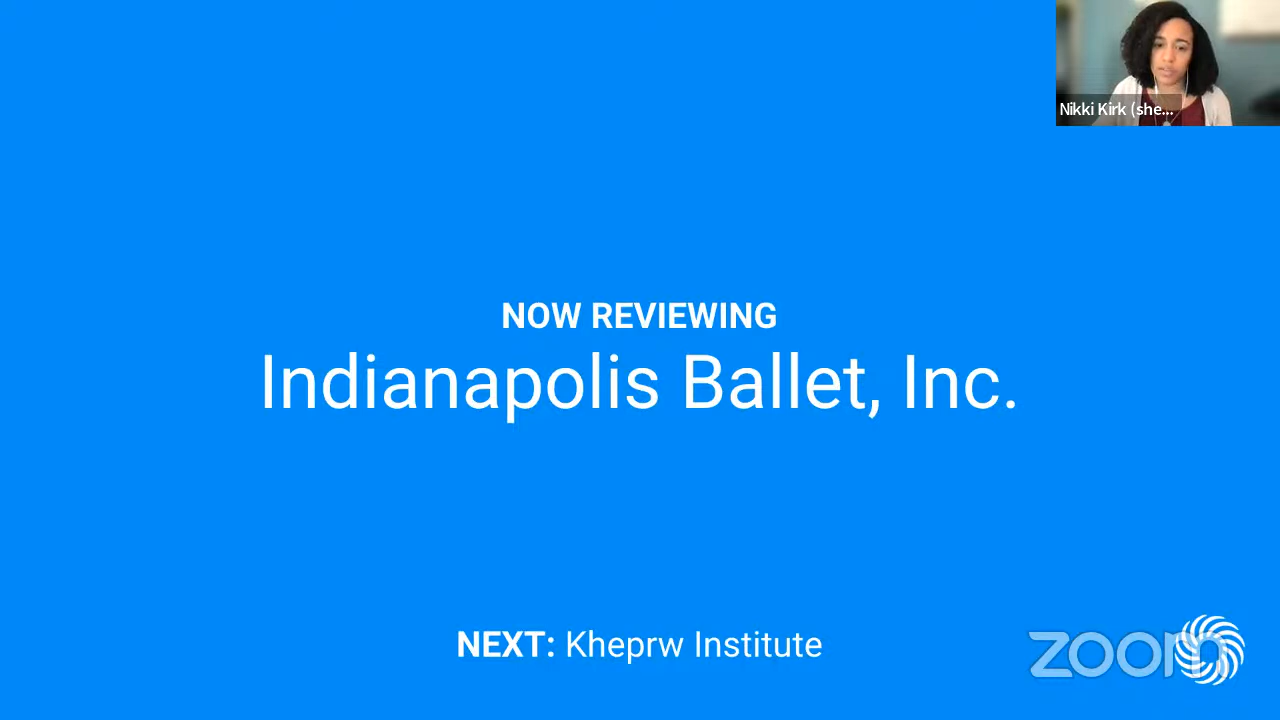 Nikki Kirk (she...
NOW REVIEWING
Indianapolis Ballet, Inc.
NEXT: Kheprw Institute
zoom